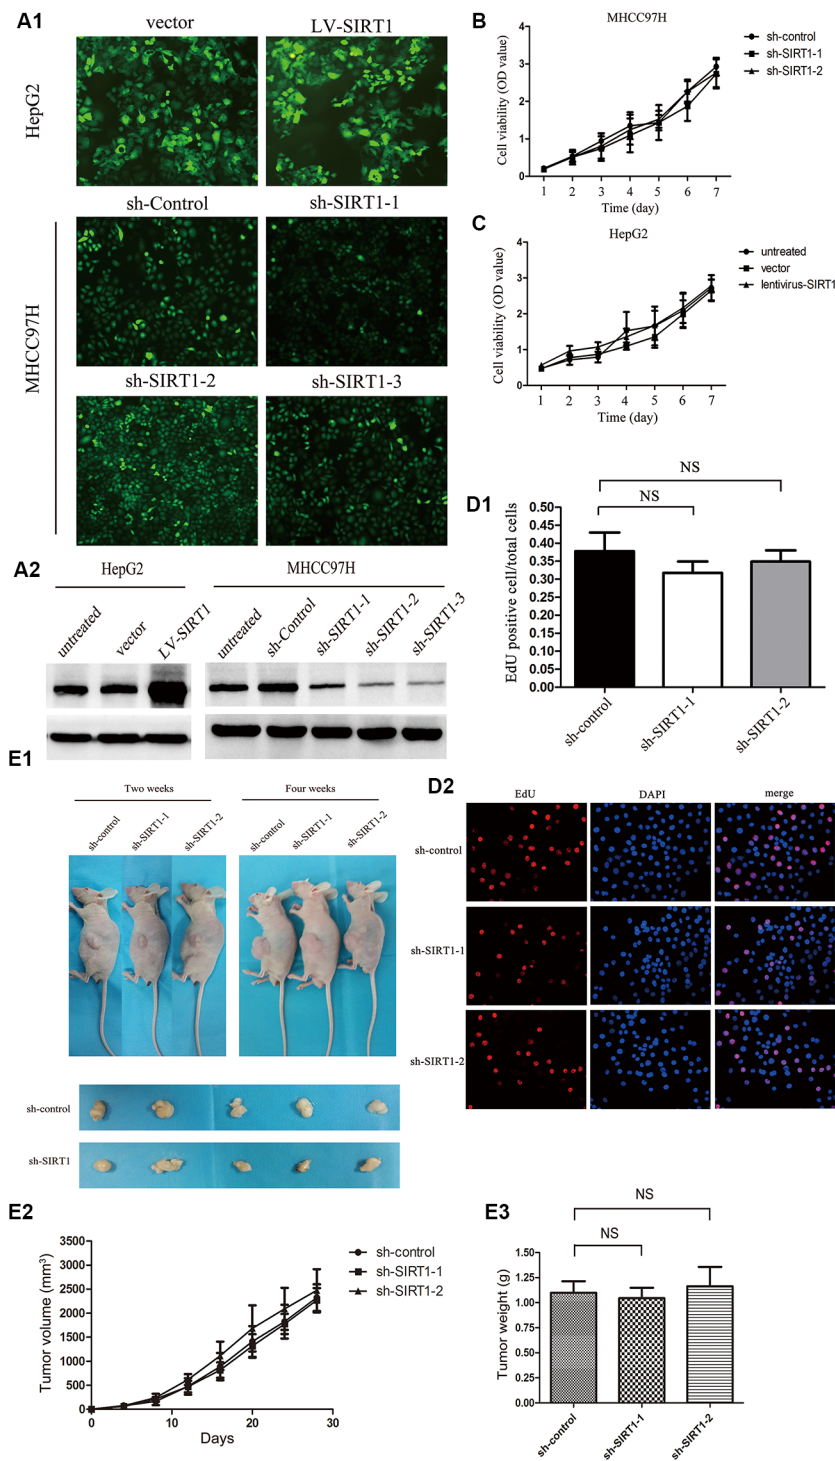 A1
vector
LV-SIRT1
HepG2
sh-Control
sh-SIRT1-1
MHCC97H
sh-SIRT1-2
sh-SIRT1-3
A2
HepG2
MHCC97H
untreated
vector
LV-SIRT1
untreated
sh-Control
sh-SIRT1-1
sh-SIRT1-2
sh-SIRT1-3
B
MHCC97H
sh-control
sh-SIRT1-1
sh-SIRT1-2
Cell viability (OD value)
4
3
2
1
0
1 2 3 4 5 6 7
Time (day)
C
HepG2
untreated
vector
lentivirus-SIRT1
Cell viability (OD value)
4
3
2
1
0
1 2 3 4 5 6 7
Time (day)
D1
NS
NS
EdU positive cell/total cells
0.50
0.45
0.40
0.35
0.30
0.25
0.20
0.15
0.10
0.05
0.00
sh-control
sh-SIRT1-1
sh-SIRT1-2
E1
Two weeks
Four weeks
sh-control
sh-SIRT1-1
sh-SIRT1-2
sh-control
sh-SIRT1-1
sh-SIRT1-2
sh-control
sh-SIRT1
D2
EdU DAPI merge
sh-control
sh-SIRT1-1
sh-SIRT1-2
E2
sh-control
sh-SIRT1-1
sh-SIRT1-2
Tumor volume (mm³)
3500
3000
2500
2000
1500
1000
500
0
0 10 20 30
Days
E3
NS
NS
Tumor weight (g)
1.50
1.25
1.00
0.75
0.50
0.25
0.00
sh-control
sh-SIRT1-1
sh-SIRT1-2